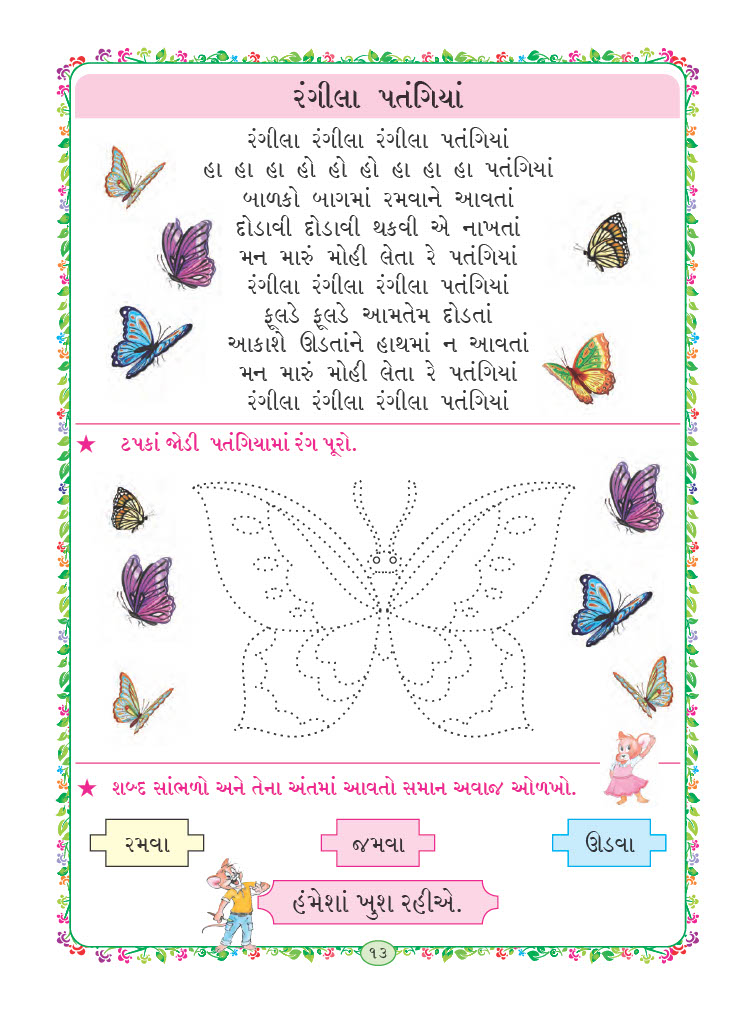 રંગીલા પતંગિયાં
રંગીલા રંગીલા રંગીલા પતંગિયાં
હા હા હા હો હો હો હા હા હા પતંગિયાં
બાળકો બાગમાં રમવાને આવતાં
દોડાવી દોડાવી થકવી એ નાખતાં
મન મારું મોહી લેતા રે પતંગિયાં
રંગીલા રંગીલા રંગીલા પતંગિયાં
ફૂલડે ફૂલડે આમતેમ દોડતાં
આકાશે ઊડતાંને હાથમાં ન આવતાં
મન મારું મોહી લેતા રે પતંગિયાં
રંગીલા રંગીલા રંગીલા પતંગિયાં
★ ટપકાં જોડી પતંગિયામાં રંગ પૂરો.
★ શબ્દ સાંભળો અને તેના અંતમાં આવતો સમાન અવાજ ઓળખો.
રમવા જમવા ઊડવા
હંમેશાં ખુશ રહીએ.
૧૩